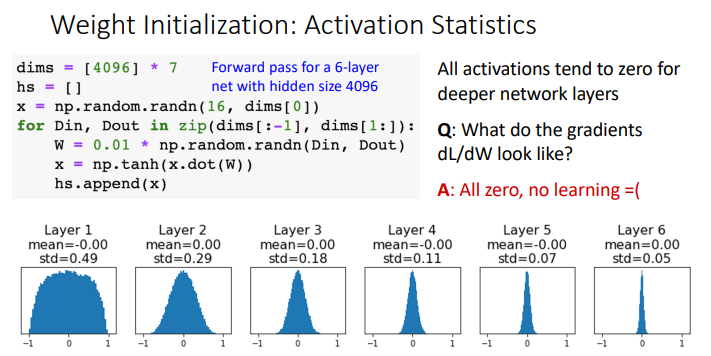 Weight Initialization: Activation Statistics
dims = [4096] * 7
Forward pass for a 6-layer
hs = []
net with hidden size 4096
x = np.random.randn(16, dims[0])
for Din, Dout in zip(dims[:-1], dims[1:]):
    W = 0.01 * np.random.randn(Din, Dout)
    x = np.tanh(x.dot(W))
    hs.append(x)
All activations tend to zero for
deeper network layers
Q: What do the gradients
dL/dW look like?
A: All zero, no learning =(
Layer 1
mean=-0.00
std=0.49
-1 0 1
Layer 2
mean=0.00
std=0.29
-1 0 1
Layer 3
mean=0.00
std=0.18
-1 0 1
Layer 4
mean=-0.00
std=0.11
-1 0 1
Layer 5
mean=-0.00
std=0.07
-1 0 1
Layer 6
mean=0.00
std=0.05
-1 0 1